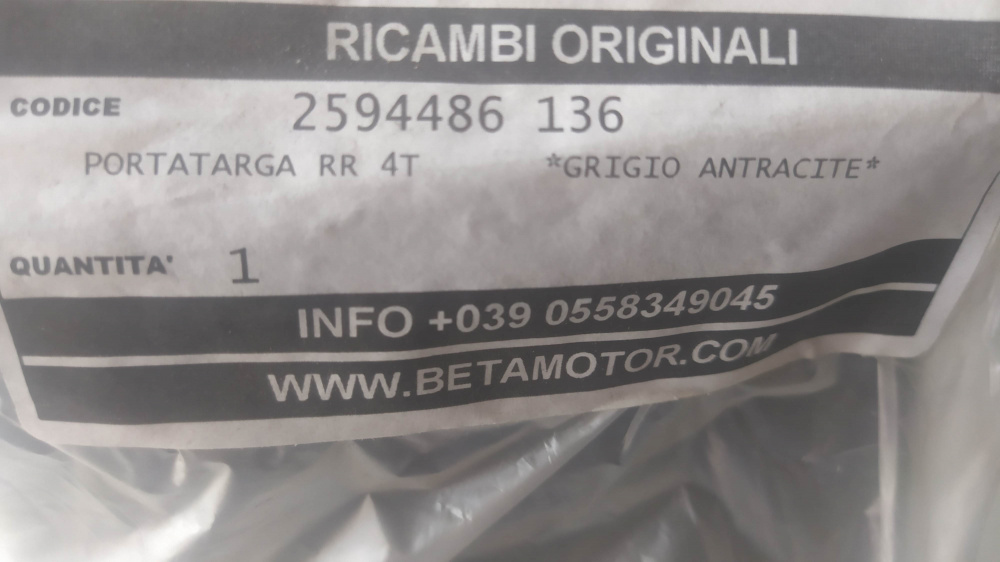 RICAMBI ORIGINALI
CODICE 2594486 136
PORTATARGA RR 4T *GRIGIO ANTRACITE*
QUANTITA' 1
INFO +039 0558349045
WWW.BETAMOTOR.COM